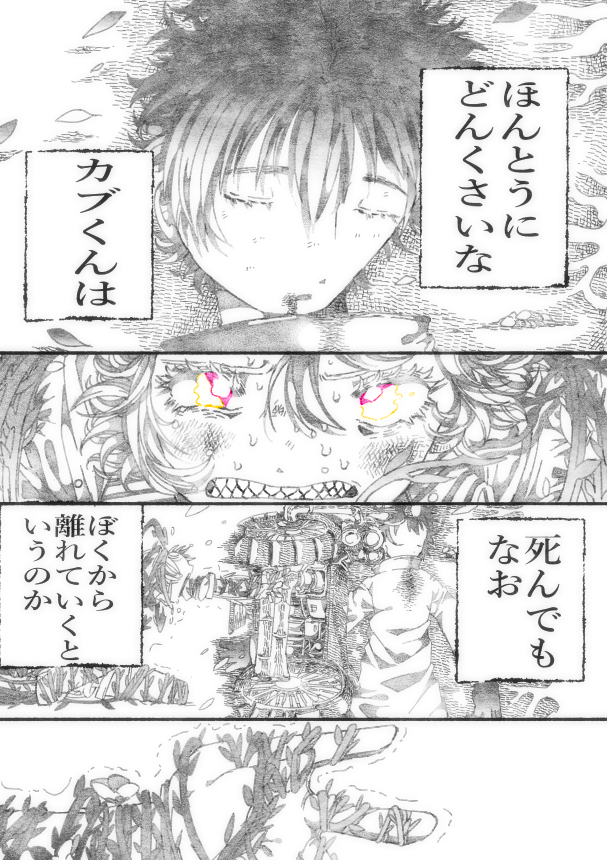 ほんとうに
どんくさいな
カブくんは
死んでも
なお
ぼくから
離れていくと
いうのか